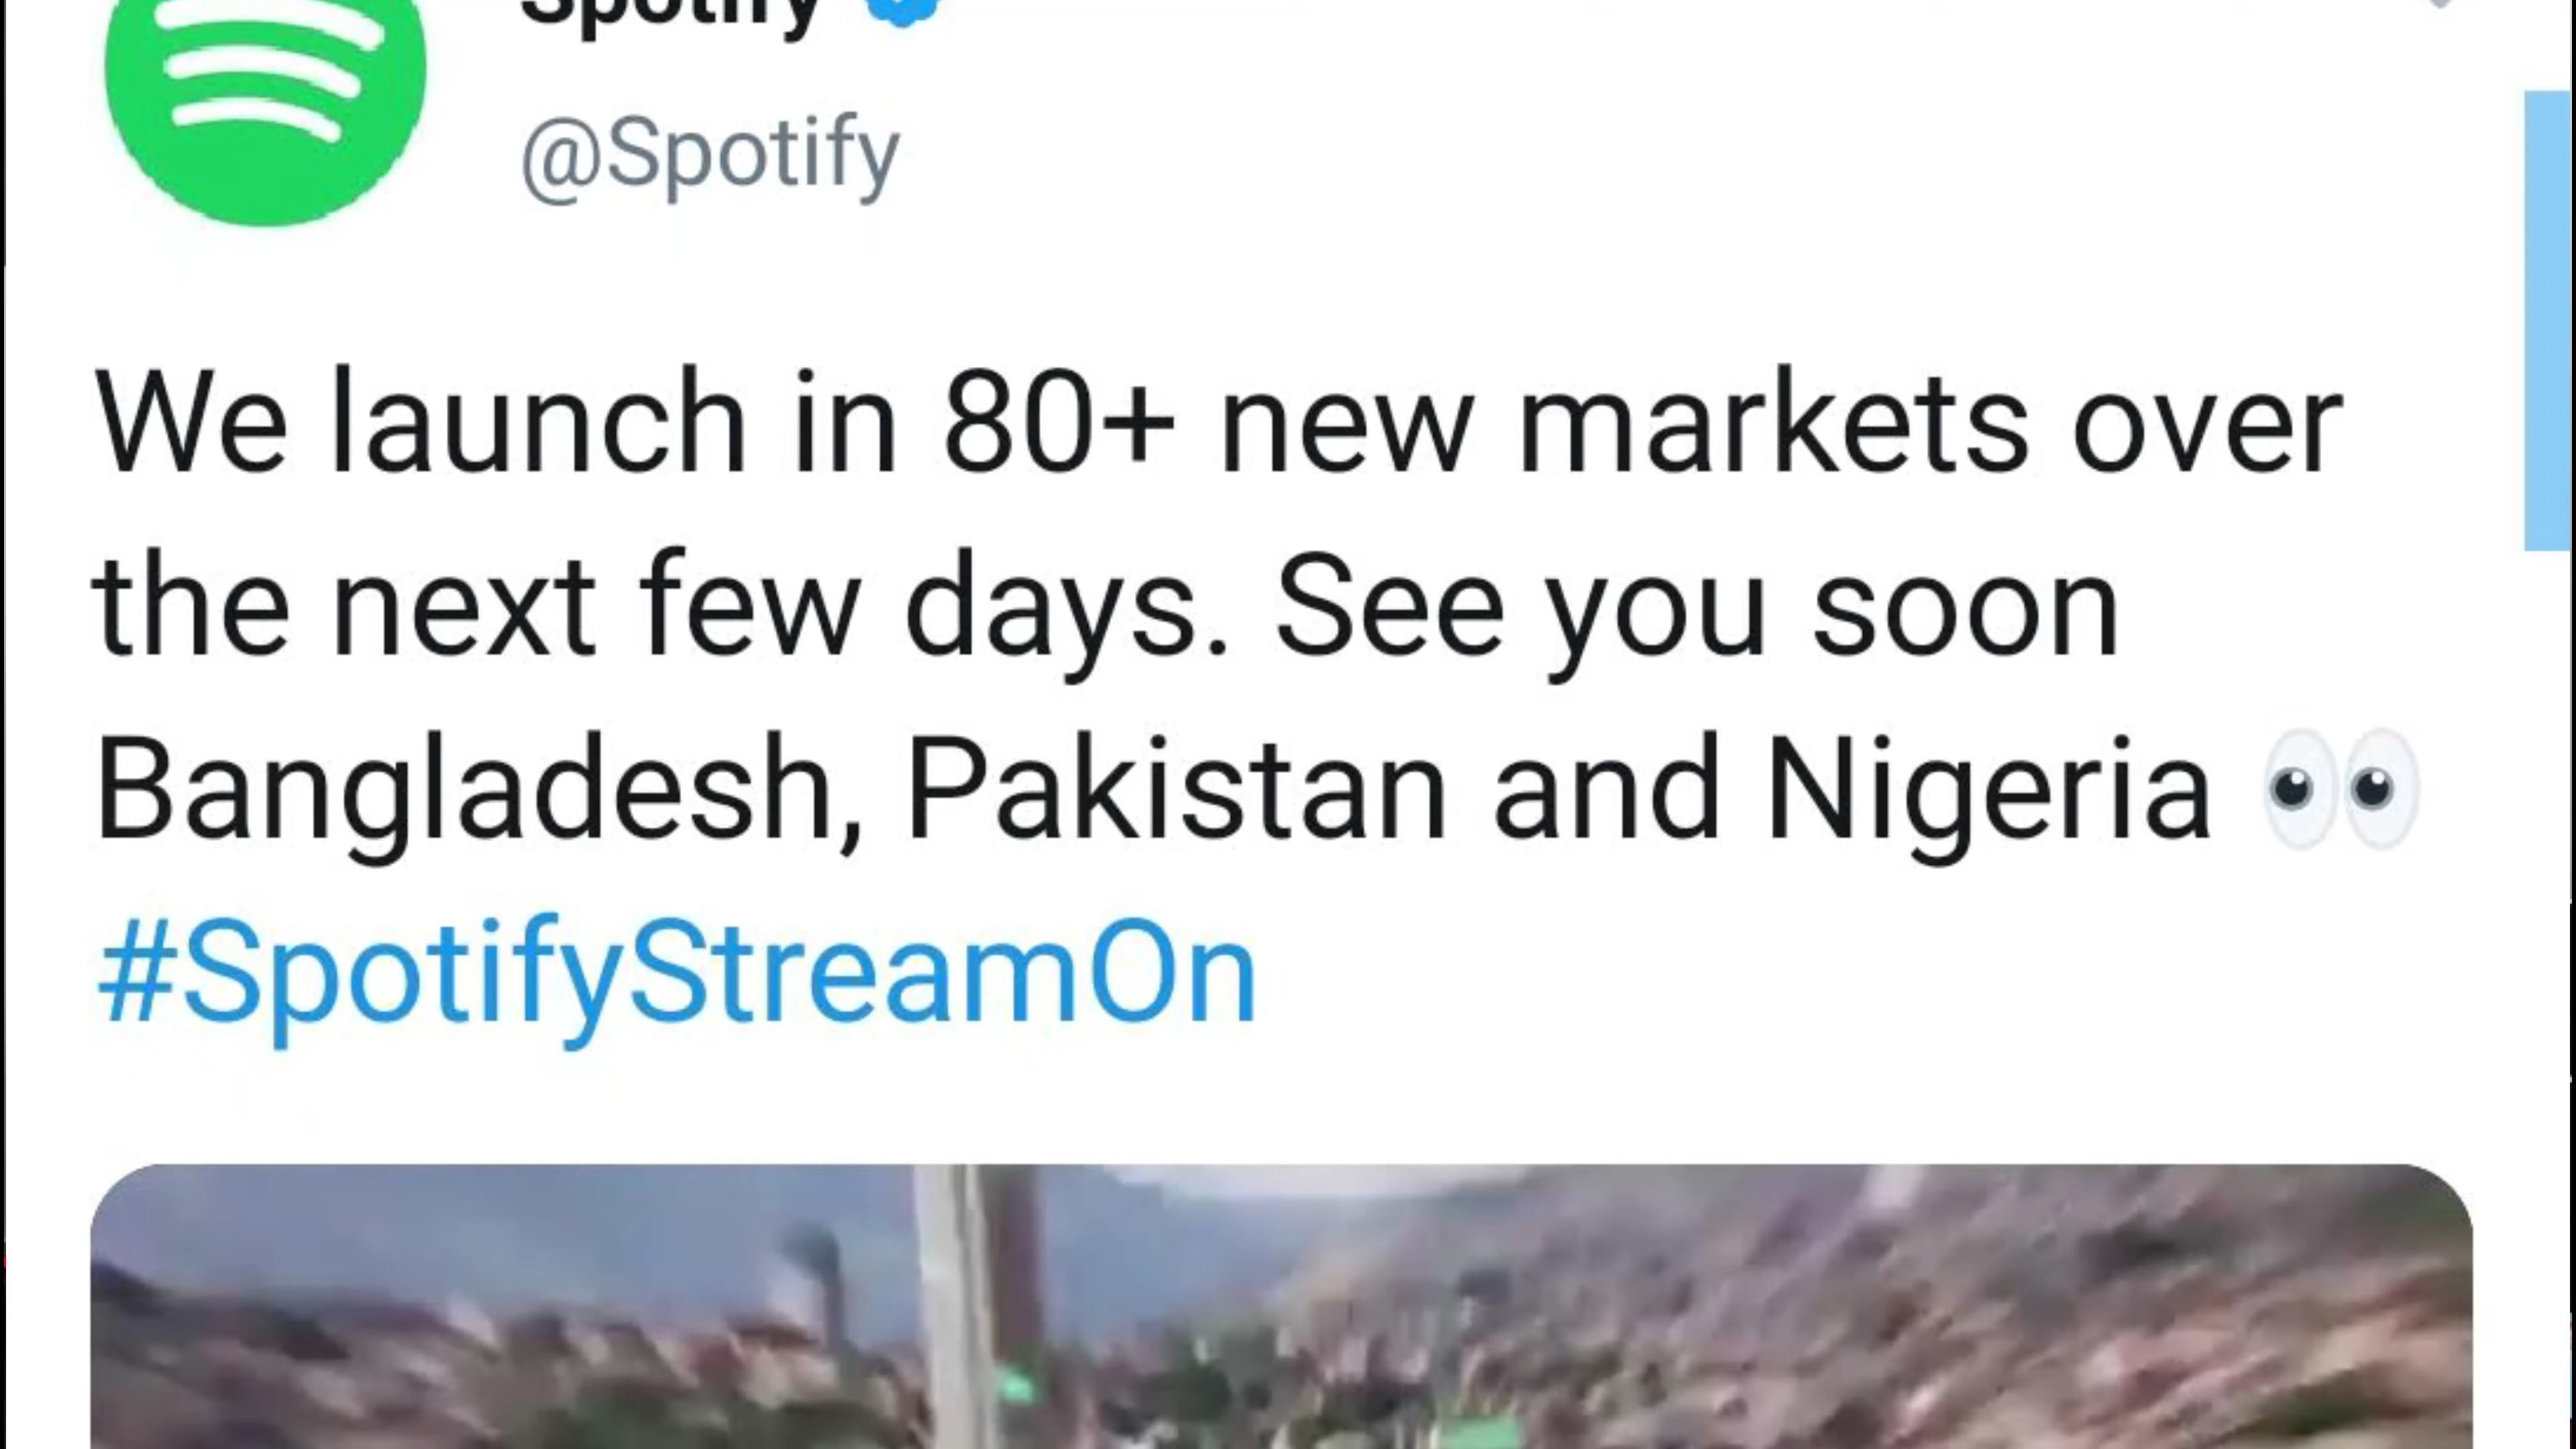 Spotify
@Spotify
We launch in 80+ new markets over
the next few days. See you soon
Bangladesh, Pakistan and Nigeria 👀
#SpotifyStreamOn